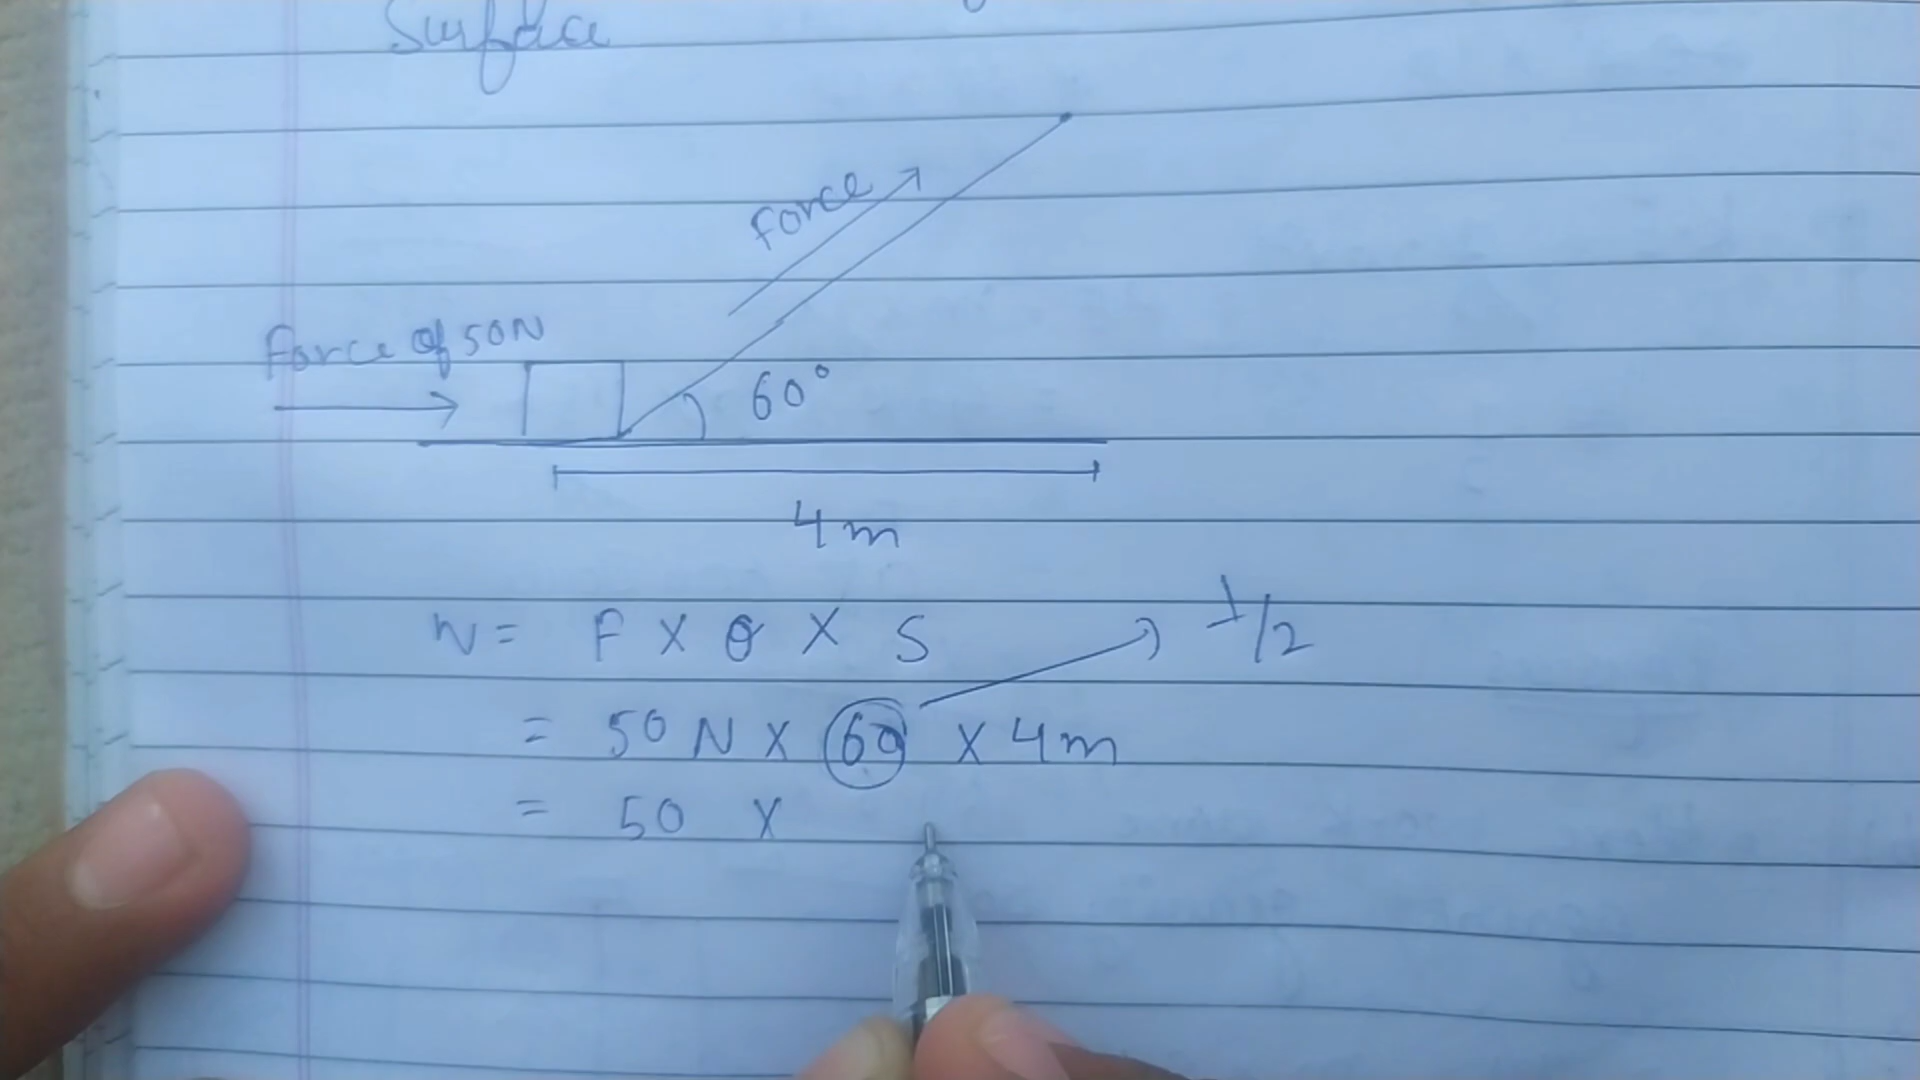 Surface
Force
Force of 50N
60°
4m
W = F X θ X S
1/2
= 50 N X 60 X 4m
= 50 X